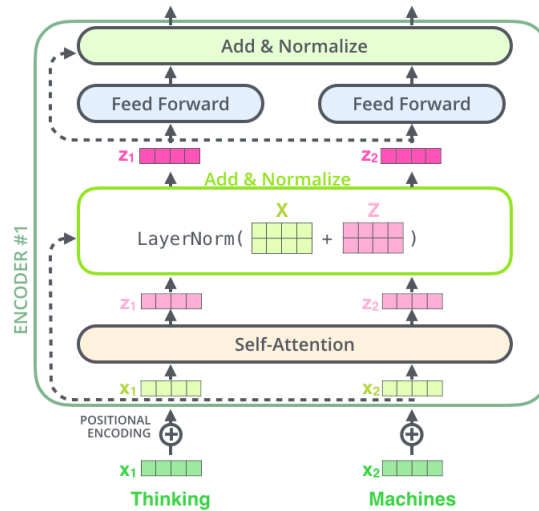 Add & Normalize
Feed Forward Feed Forward
z1 z2
Add & Normalize
X Z
LayerNorm( + )
z1 z2
Self-Attention
x1 x2
POSITIONAL
ENCODING
x1 x2
Thinking Machines
ENCODER #1